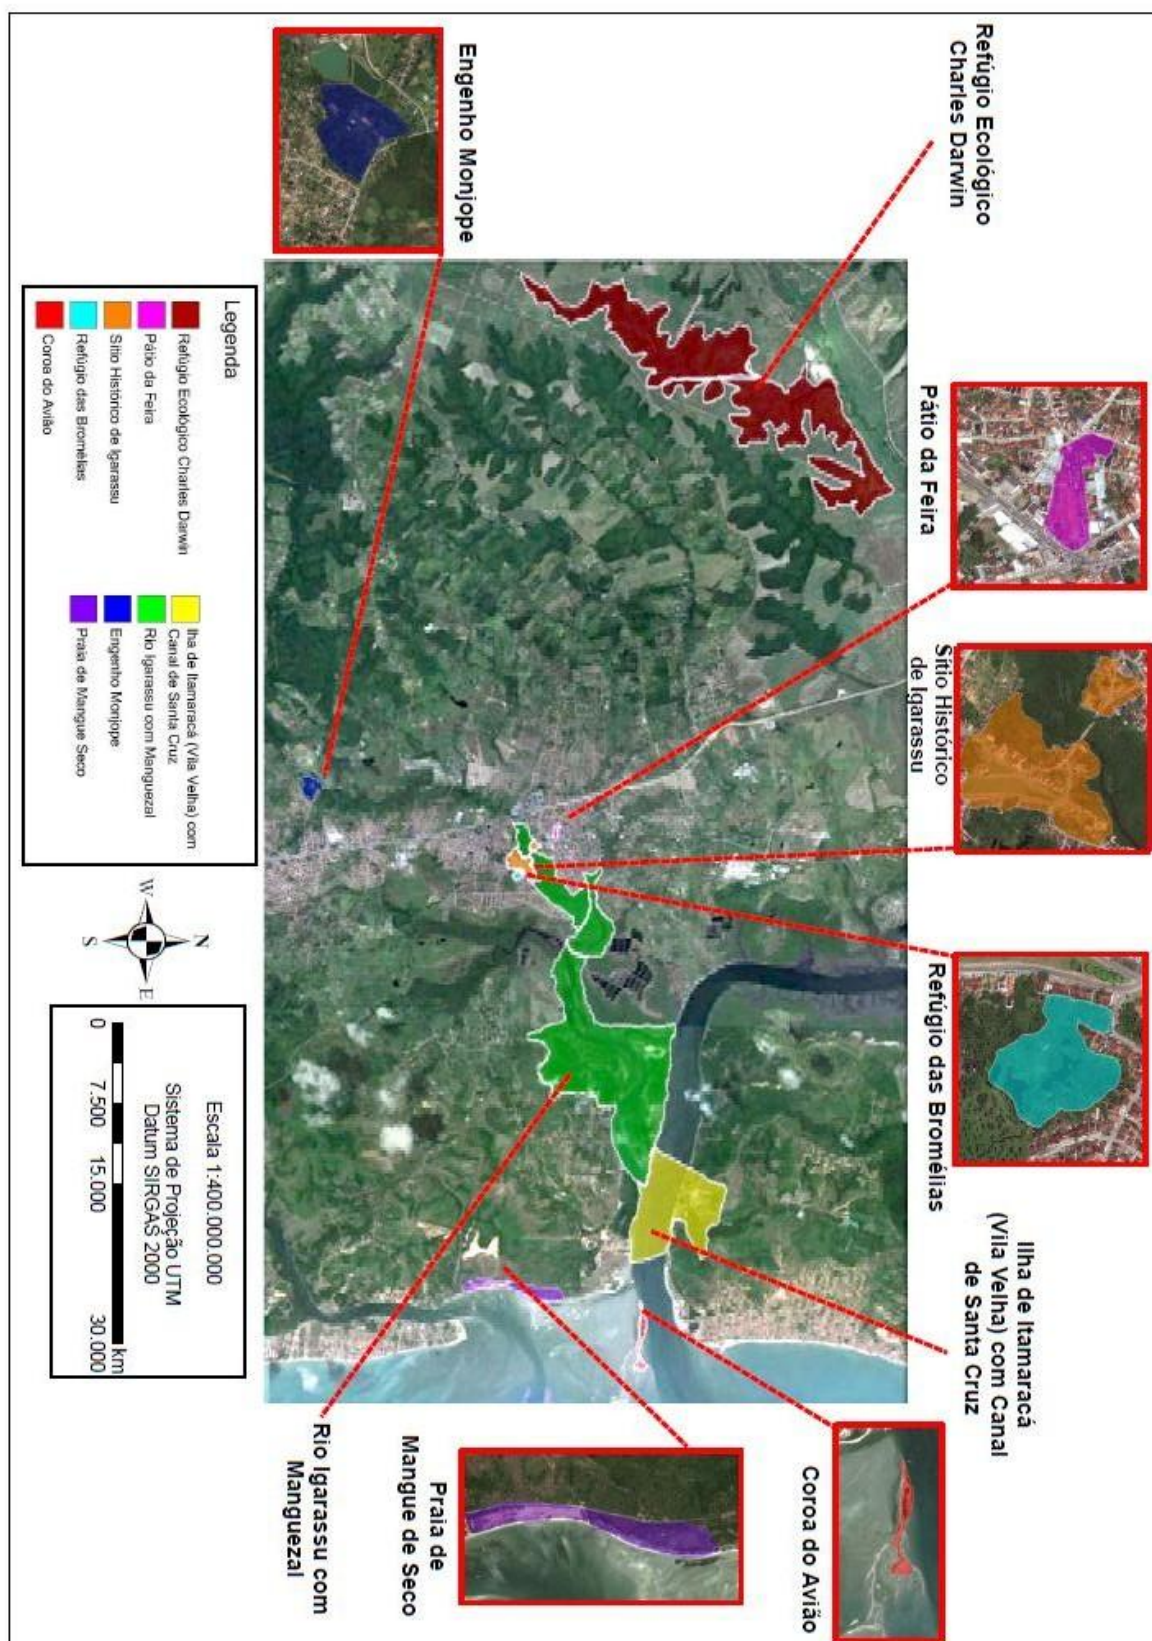 Refúgio Ecológico
Charles Darwin
Pátio da Feira
Sítio Histórico
de Igarassu
Refúgio das Bromélias
Ilha de Itamaracá
(Vila Velha) com Canal
de Santa Cruz
Coroa do Avião
Praia de
Mangue de Seco
Rio Igarassu com
Manguezal
Engenho Monjope
Legenda
Refúgio Ecológico Charles Darwin
Pátio da Feira
Sítio Histórico de Igarassu
Refúgio das Bromélias
Coroa do Avião
Ilha de Itamaracá (Vila Velha) com
Canal de Santa Cruz
Rio Igarassu com Manguezal
Engenho Monjope
Praia de Mangue Seco
N
W
E
S
Escala 1:400.000.000
Sistema de Projeção UTM
Datum SIRGAS 2000
km
0 7.500 15.000 30.000